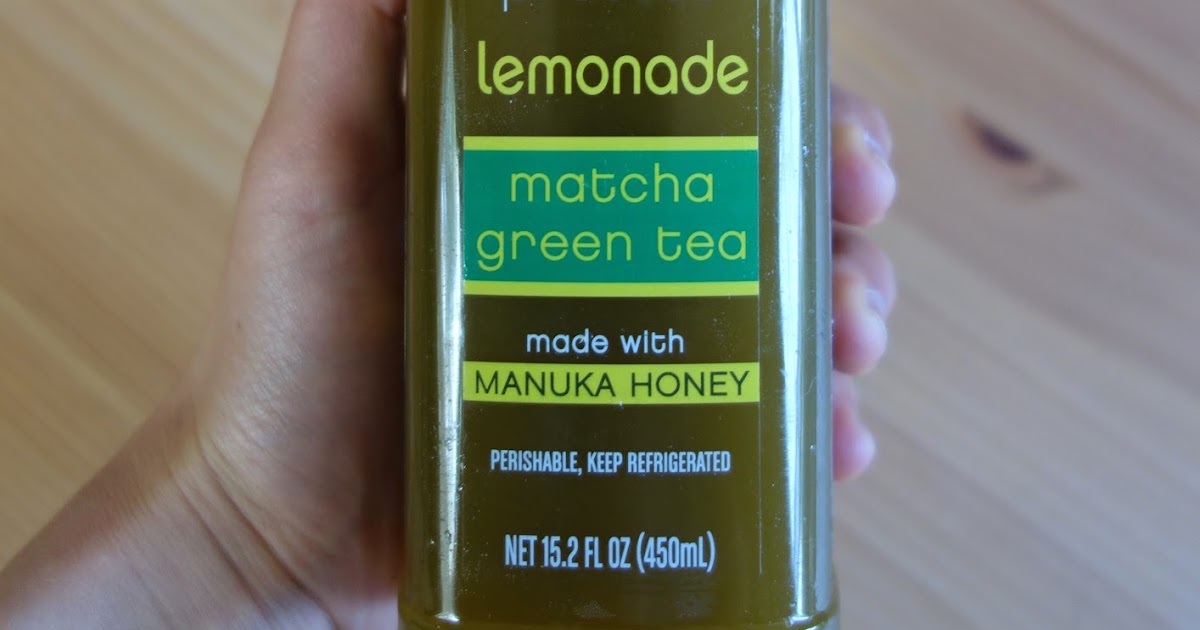 lemonade
matcha
green tea
made with
MANUKA HONEY
PERISHABLE, KEEP REFRIGERATED
NET 15.2 FL OZ (450mL)